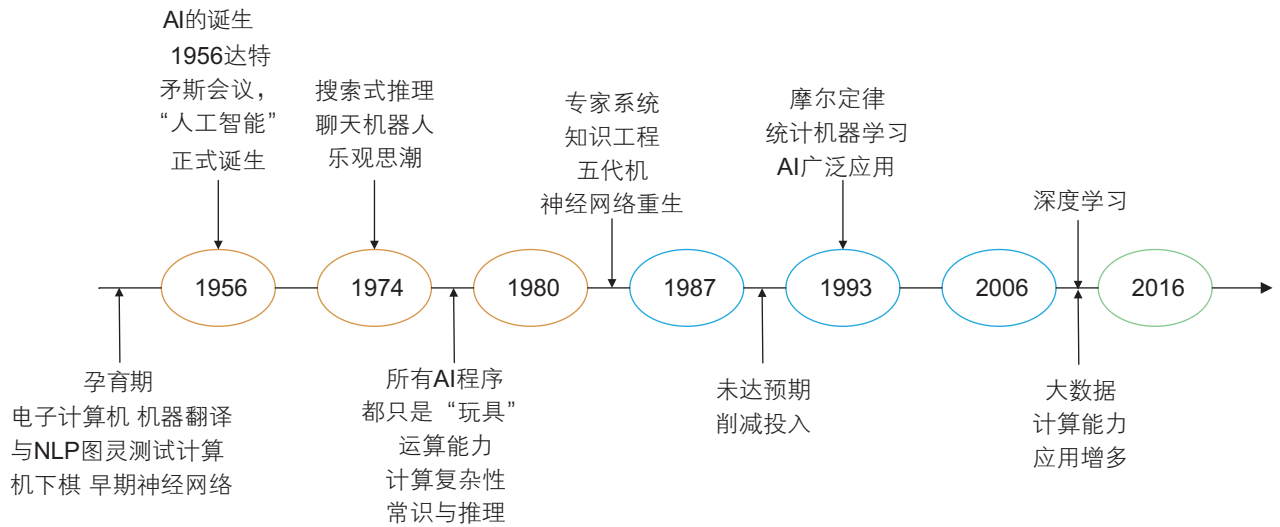 AI的诞生
1956达特
矛斯会议，
“人工智能”
正式诞生
搜索式推理
聊天机器人
乐观思潮
专家系统
知识工程
五代机
神经网络重生
摩尔定律
统计机器学习
AI广泛应用
深度学习
1956
1974
1980
1987
1993
2006
2016
孕育期
电子计算机 机器翻译
与NLP图灵测试计算
机下棋 早期神经网络
所有AI程序
都只是“玩具”
运算能力
计算复杂性
常识与推理
未达预期
削减投入
大数据
计算能力
应用增多